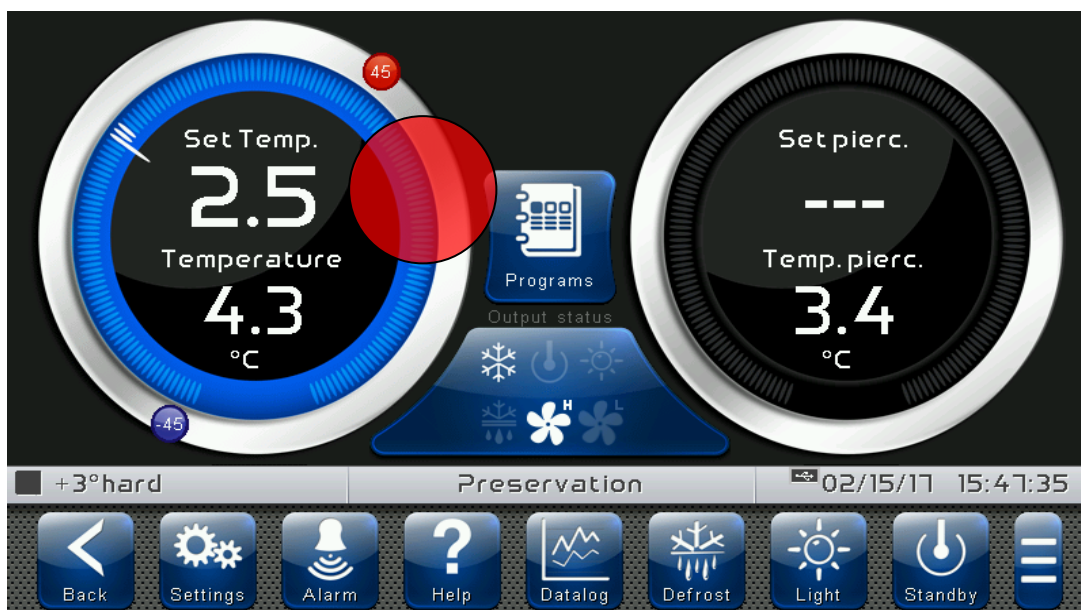 45
Set Temp.
2.5
Temperature
4.3
°C
-45
Programs
Output status
H
L
Set pierc.
---
Temp. pierc.
3.4
°C
+3°hard
Preservation
02/15/17 15:47:35
Back
Settings
Alarm
?
Help
Datalog
Defrost
Light
Standby